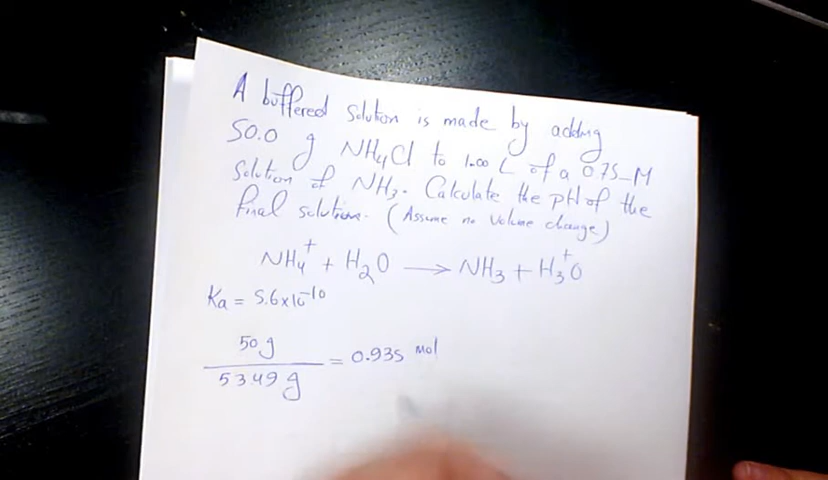 A buffered solution is made by adding
50.0 g NH4Cl to 1.00 L of a 0.75-M
solution of NH3. Calculate the pH of the
final solution. (Assume no volume change)
NH4+ + H2O → NH3 + H3+O
Ka = 5.6x10-10
50 g
= 0.935 mol
53.49 g